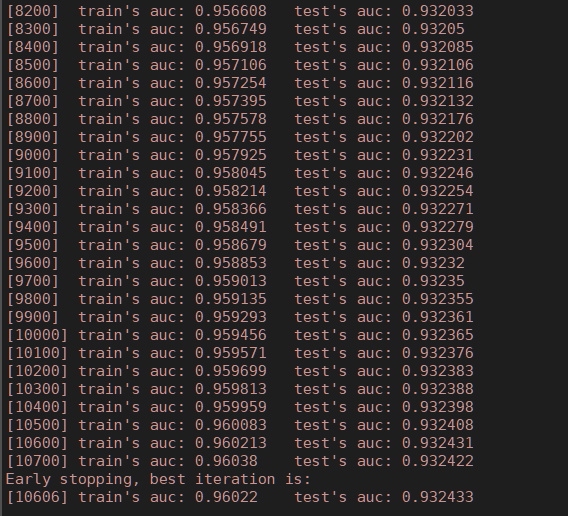 [8200]  train's auc: 0.956608   test's auc: 0.932033
[8300]  train's auc: 0.956749   test's auc: 0.93205
[8400]  train's auc: 0.956918   test's auc: 0.932085
[8500]  train's auc: 0.957106   test's auc: 0.932106
[8600]  train's auc: 0.957254   test's auc: 0.932116
[8700]  train's auc: 0.957395   test's auc: 0.932132
[8800]  train's auc: 0.957578   test's auc: 0.932176
[8900]  train's auc: 0.957755   test's auc: 0.932202
[9000]  train's auc: 0.957925   test's auc: 0.932231
[9100]  train's auc: 0.958045   test's auc: 0.932246
[9200]  train's auc: 0.958214   test's auc: 0.932254
[9300]  train's auc: 0.958366   test's auc: 0.932271
[9400]  train's auc: 0.958491   test's auc: 0.932279
[9500]  train's auc: 0.958679   test's auc: 0.932304
[9600]  train's auc: 0.958853   test's auc: 0.93232
[9700]  train's auc: 0.959013   test's auc: 0.93235
[9800]  train's auc: 0.959135   test's auc: 0.932355
[9900]  train's auc: 0.959293   test's auc: 0.932361
[10000] train's auc: 0.959456   test's auc: 0.932365
[10100] train's auc: 0.959571   test's auc: 0.932376
[10200] train's auc: 0.959699   test's auc: 0.932383
[10300] train's auc: 0.959813   test's auc: 0.932388
[10400] train's auc: 0.959959   test's auc: 0.932398
[10500] train's auc: 0.960083   test's auc: 0.932408
[10600] train's auc: 0.960213   test's auc: 0.932431
[10700] train's auc: 0.96038    test's auc: 0.932422
Early stopping, best iteration is:
[10606] train's auc: 0.96022    test's auc: 0.932433